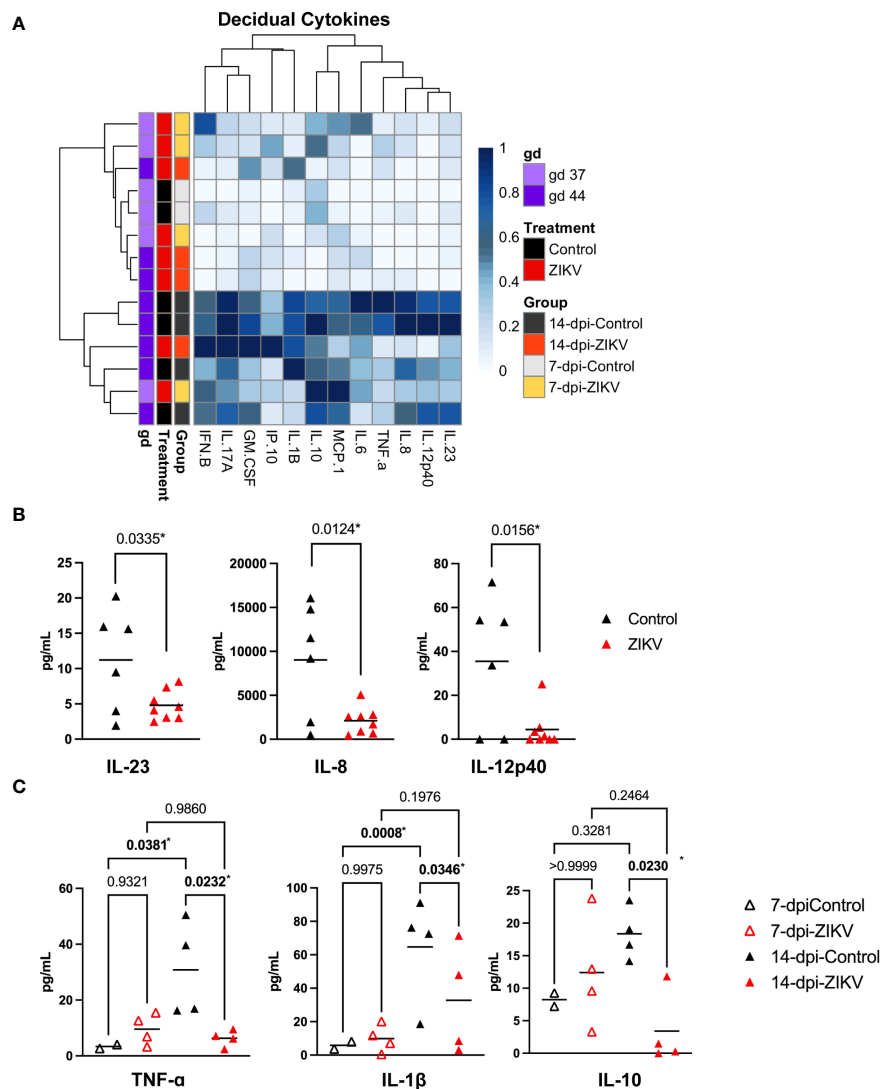 A
Decidual Cytokines
1
0.8
0.6
0.4
0.2
0
gd
gd 37
gd 44
Treatment
Control
ZIKV
Group
14-dpi-Control
14-dpi-ZIKV
7-dpi-Control
7-dpi-ZIKV
gd
Treatment
Group
IFN.B
IL.17A
GM.CSF
IP.10
IL.1B
IL.10
MCP.1
IL.6
TNF.a
IL.8
IL.12p40
IL.23
B
0.0335*
25
20
15
10
5
0
pg/mL
IL-23
0.0124*
20000
15000
10000
5000
0
pg/mL
IL-8
0.0156*
80
60
40
20
0
pg/mL
IL-12p40
Control
ZIKV
C
0.9860
0.0381*
0.9321
0.0232*
60
40
20
0
pg/mL
TNF-α
0.1976
0.0008*
0.9975
0.0346*
100
80
60
40
20
0
pg/mL
IL-1β
0.2464
0.3281
>0.9999
0.0230
*
25
20
15
10
5
0
pg/mL
IL-10
7-dpiControl
7-dpi-ZIKV
14-dpi-Control
14-dpi-ZIKV